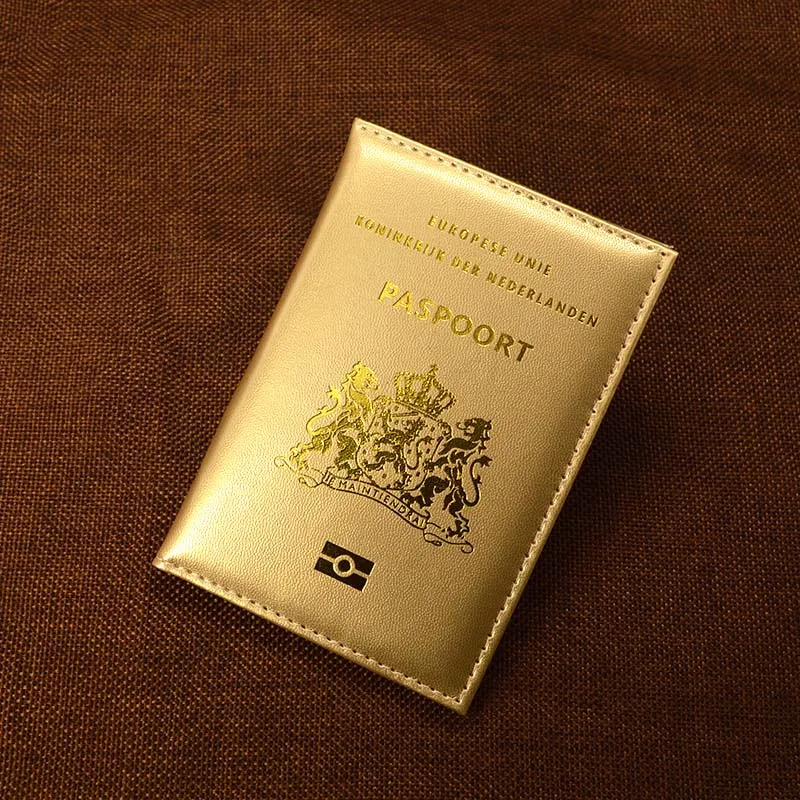 EUROPESE UNIE
KONINKRIJK DER NEDERLANDEN
PASPOORT
JE MAINTIENDRAI